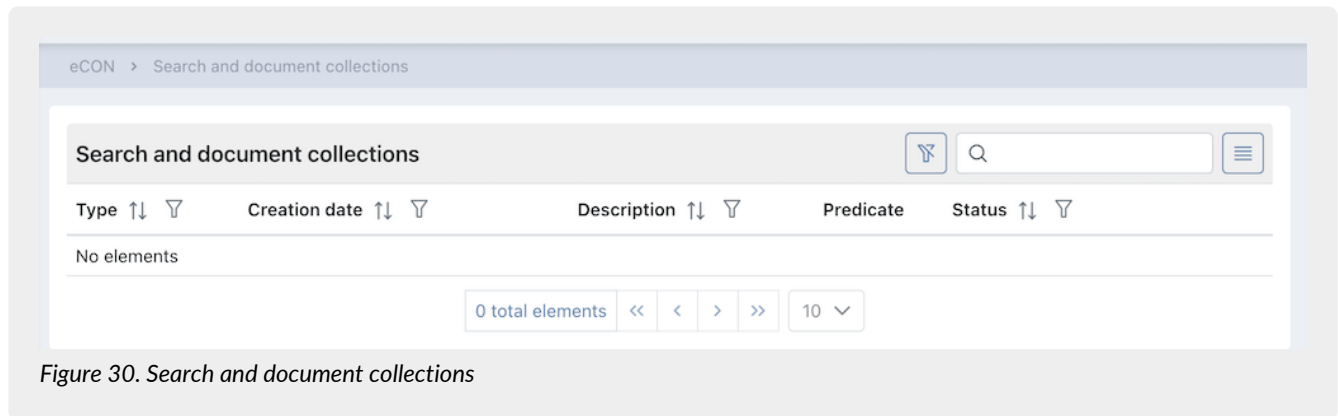 eCON > Search and document collections
Search and document collections
Type Creation date Description Predicate Status
No elements
0 total elements << < > >> 10
Figure 30. Search and document collections